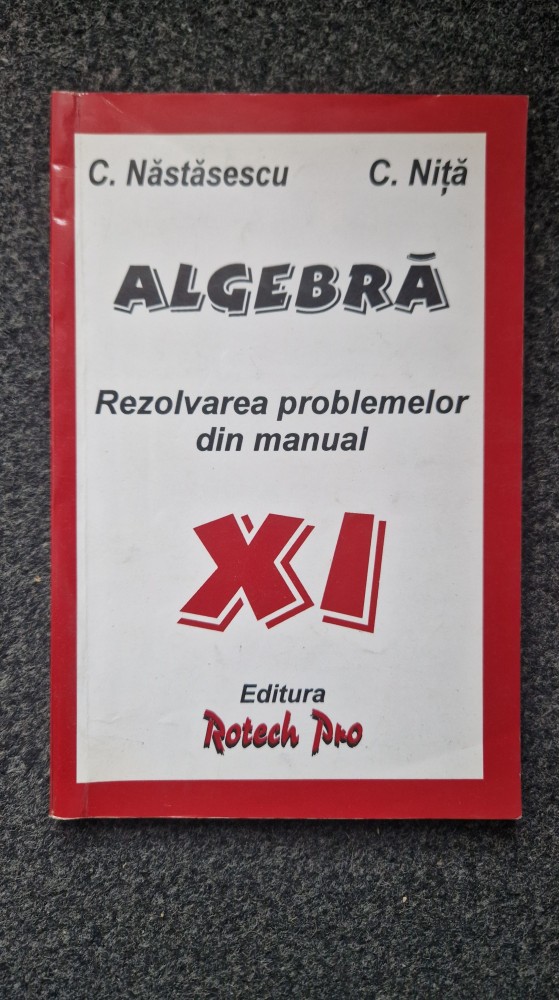 C. Năstăsescu C. Niță
ALGEBRĂ
Rezolvarea problemelor
din manual
XI
Editura
Rotech Pro